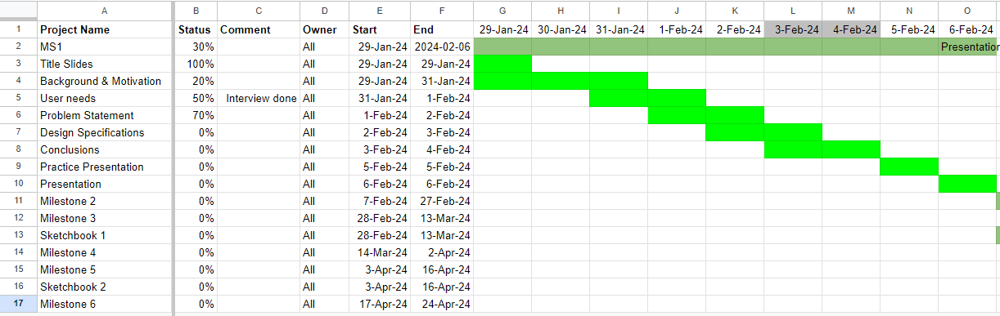 A B C D E F G H I J K L M N O
1 Project Name Status Comment Owner Start End 29-Jan-24 30-Jan-24 31-Jan-24 1-Feb-24 2-Feb-24 3-Feb-24 4-Feb-24 5-Feb-24 6-Feb-24
2 MS1 30% All 29-Jan-24 2024-02-06 Presentation
3 Title Slides 100% All 29-Jan-24 29-Jan-24
4 Background & Motivation 20% All 29-Jan-24 31-Jan-24
5 User needs 50% Interview done All 31-Jan-24 1-Feb-24
6 Problem Statement 70% All 1-Feb-24 2-Feb-24
7 Design Specifications 0% All 2-Feb-24 3-Feb-24
8 Conclusions 0% All 3-Feb-24 4-Feb-24
9 Practice Presentation 0% All 5-Feb-24 5-Feb-24
10 Presentation 0% All 6-Feb-24 6-Feb-24
11 Milestone 2 0% All 7-Feb-24 27-Feb-24
12 Milestone 3 0% All 28-Feb-24 13-Mar-24
13 Sketchbook 1 0% All 28-Feb-24 13-Mar-24
14 Milestone 4 0% All 14-Mar-24 2-Apr-24
15 Milestone 5 0% All 3-Apr-24 16-Apr-24
16 Sketchbook 2 0% All 3-Apr-24 16-Apr-24
17 Milestone 6 0% All 17-Apr-24 24-Apr-24